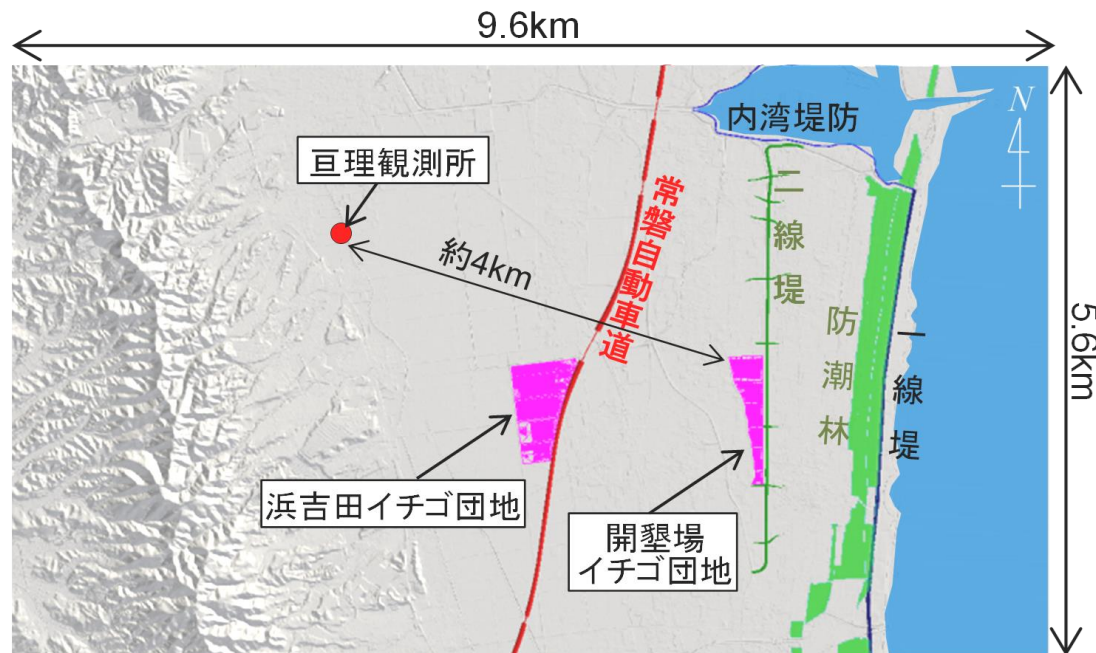 9.6km
内湾堤防
N
亘理観測所
常磐自動車道
二線堤
約4km
防潮林
一線堤
5.6km
浜吉田イチゴ団地
開墾場
イチゴ団地